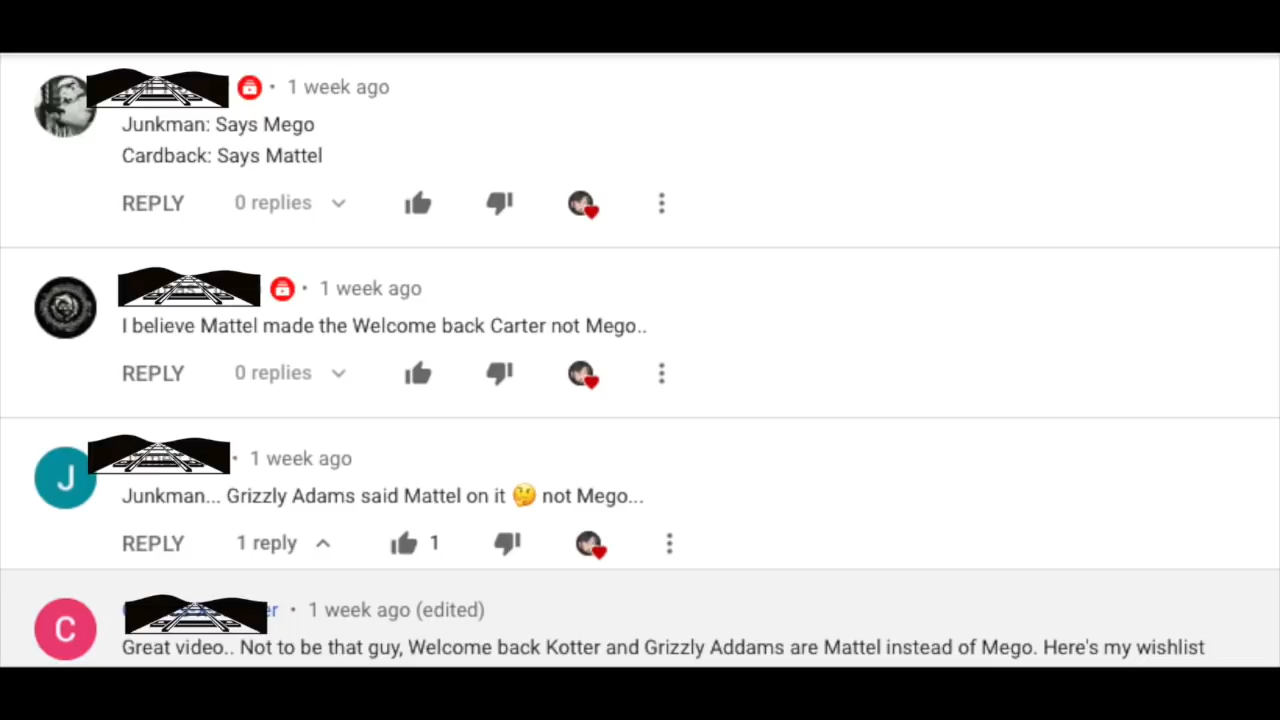 1 week ago
Junkman: Says Mego
Cardback: Says Mattel
REPLY 0 replies
1 week ago
I believe Mattel made the Welcome back Carter not Mego..
REPLY 0 replies
J
1 week ago
Junkman... Grizzly Adams said Mattel on it 🤔 not Mego...
REPLY 1 reply 1
C
1 week ago (edited)
Great video.. Not to be that guy, Welcome back Kotter and Grizzly Addams are Mattel instead of Mego. Here's my wishlist